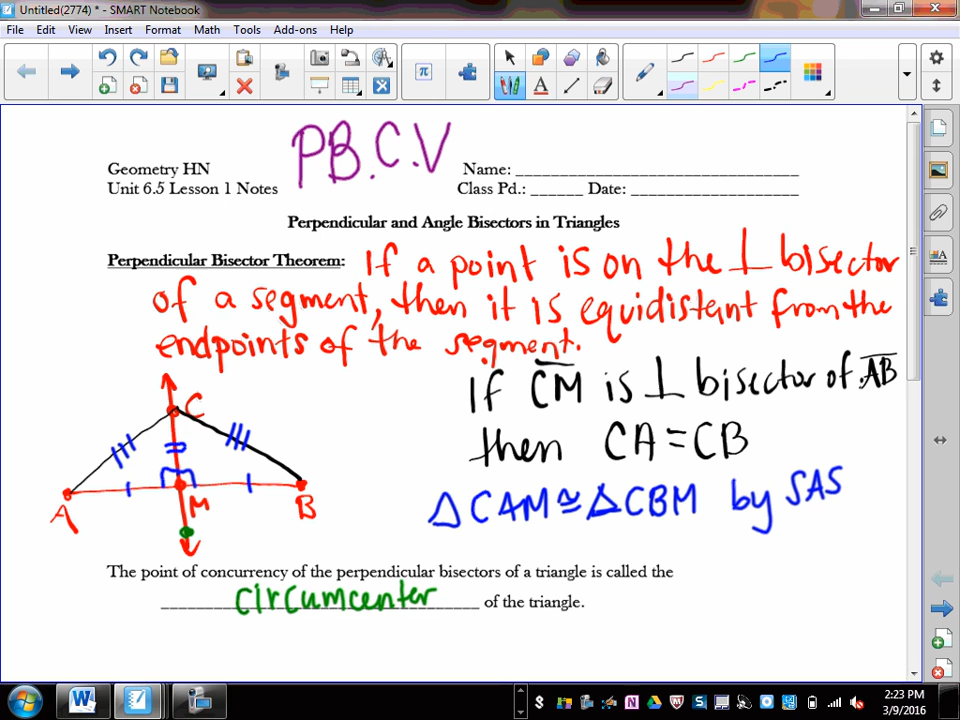 Untitled(2774) * - SMART Notebook
File Edit View Insert Format Math Tools Add-ons Help
P.B.C.V
Geometry HN
Name: ________________________________
Unit 6.5 Lesson 1 Notes
Class Pd.: ______ Date: ___________________
Perpendicular and Angle Bisectors in Triangles
Perpendicular Bisector Theorem: If a point is on the ⊥ bisector
of a segment, then it is equidistant from the
endpoints of the segment.
If CM is ⊥ bisector of AB
then CA = CB
C
A
M
B
△CAM ≅ △CBM by SAS
The point of concurrency of the perpendicular bisectors of a triangle is called the
circumcenter of the triangle.
2:23 PM
3/9/2016